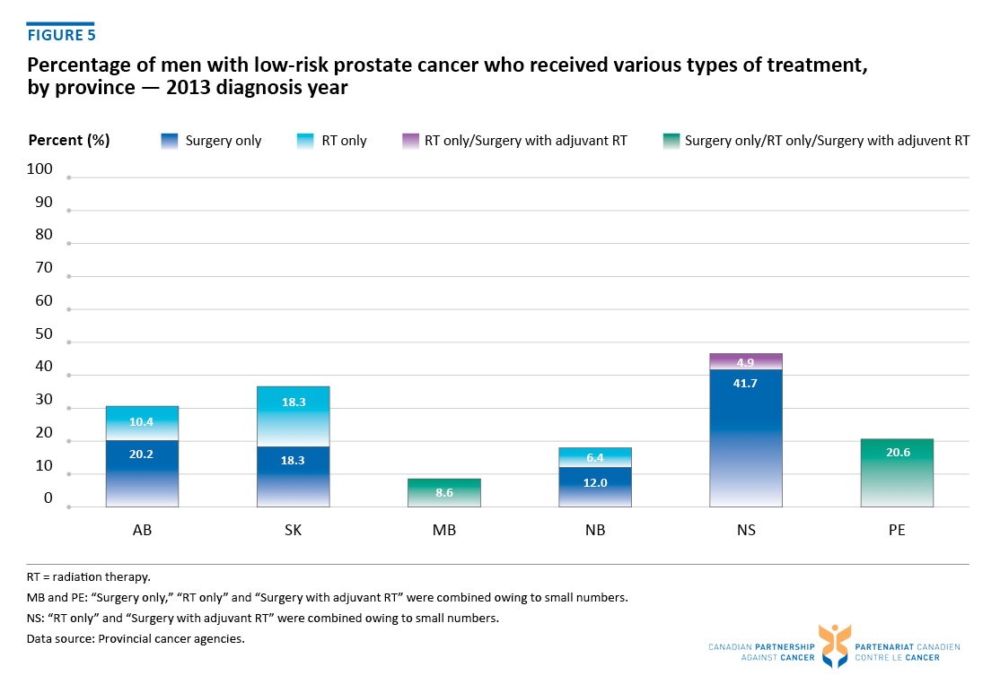 FIGURE 5
Percentage of men with low-risk prostate cancer who received various types of treatment,
by province — 2013 diagnosis year
Percent (%) Surgery only RT only RT only/Surgery with adjuvant RT Surgery only/RT only/Surgery with adjuvent RT
100
90
80
70
60
50
40
30
20
10
0
10.4
20.2
18.3
18.3
8.6
6.4
12.0
4.9
41.7
20.6
AB SK MB NB NS PE
RT = radiation therapy.
MB and PE: “Surgery only,” “RT only” and “Surgery with adjuvant RT” were combined owing to small numbers.
NS: “RT only” and “Surgery with adjuvant RT” were combined owing to small numbers.
Data source: Provincial cancer agencies.
CANADIAN PARTNERSHIP
AGAINST CANCER
PARTENARIAT CANADIEN
CONTRE LE CANCER